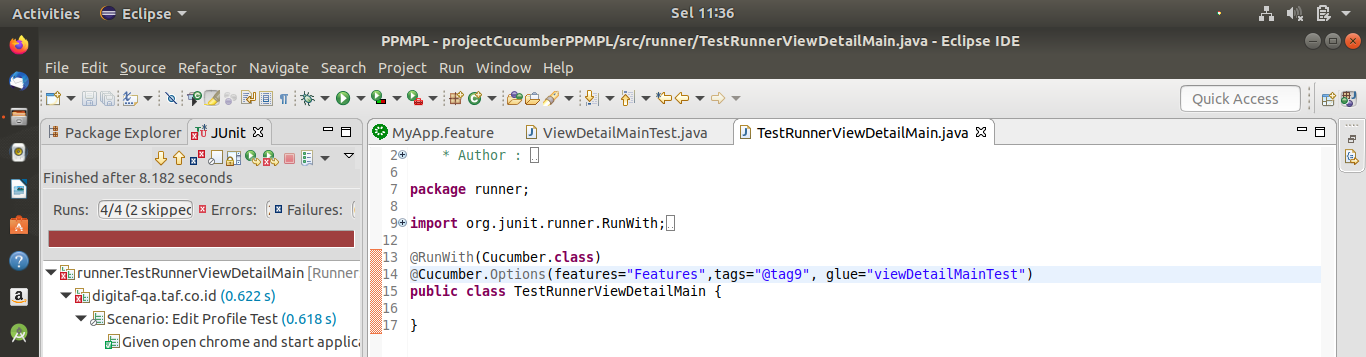 Activities Eclipse Sel 11:36
PPMPL - projectCucumberPPMPL/src/runner/TestRunnerViewDetailMain.java - Eclipse IDE
File Edit Source Refactor Navigate Search Project Run Window Help
Quick Access
Package Explorer JUnit
Finished after 8.182 seconds
Runs: 4/4 (2 skipped Errors: Failures:
runner.TestRunnerViewDetailMain [Runner
digitaf-qa.taf.co.id (0.622 s)
Scenario: Edit Profile Test (0.618 s)
Given open chrome and start applica
MyApp.feature ViewDetailMainTest.java TestRunnerViewDetailMain.java
2 * Author :
6
7 package runner;
8
9 import org.junit.runner.RunWith;
12
13 @RunWith(Cucumber.class)
14 @Cucumber.Options(features="Features",tags="@tag9", glue="viewDetailMainTest")
15 public class TestRunnerViewDetailMain {
16
17 }